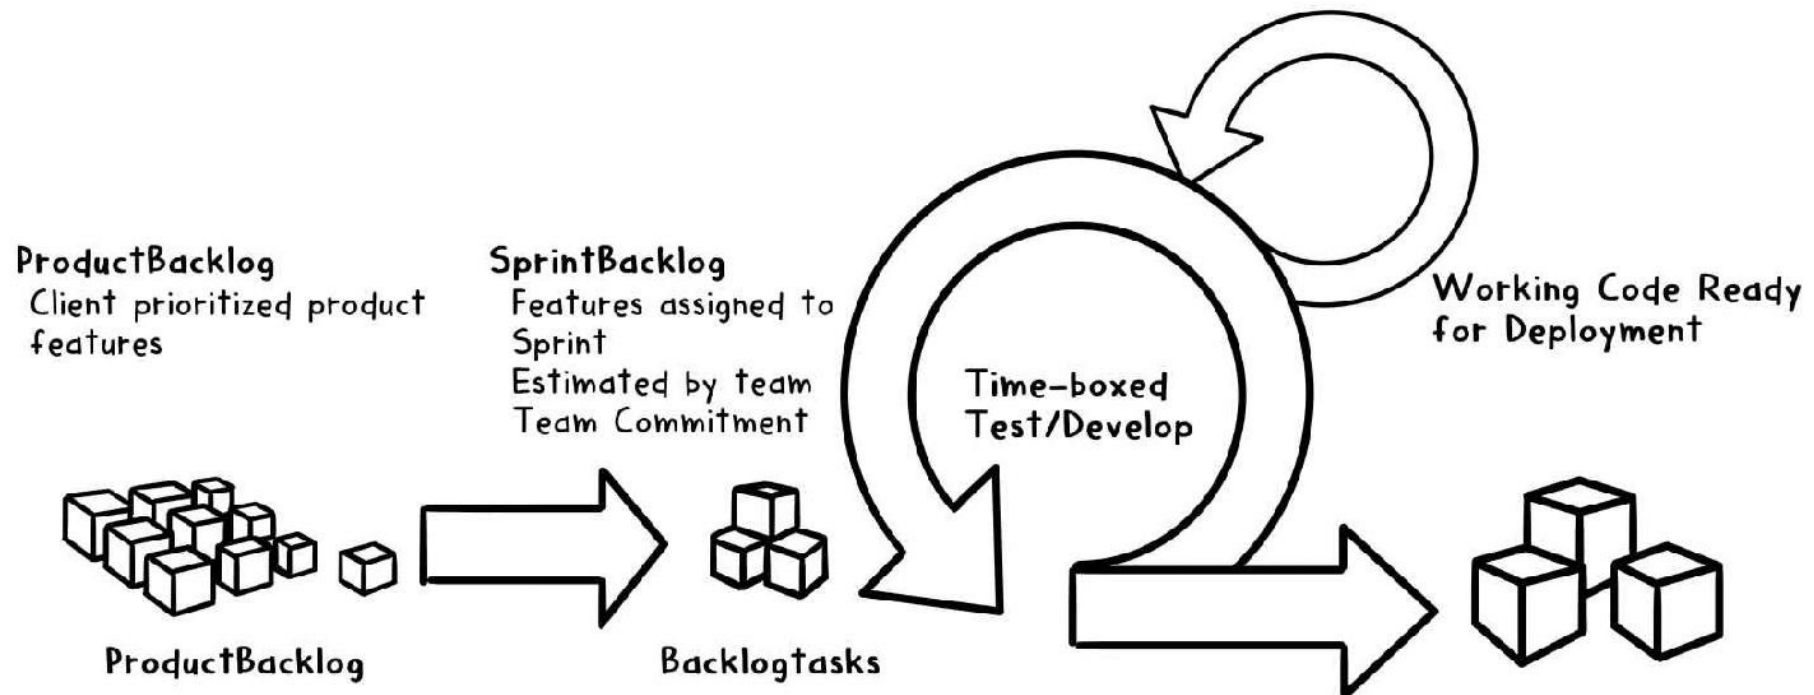 ProductBacklog
Client prioritized product
features
SprintBacklog
Features assigned to
Sprint
Estimated by team
Team Commitment
Time-boxed
Test/Develop
Working Code Ready
for Deployment
ProductBacklog
Backlogtasks